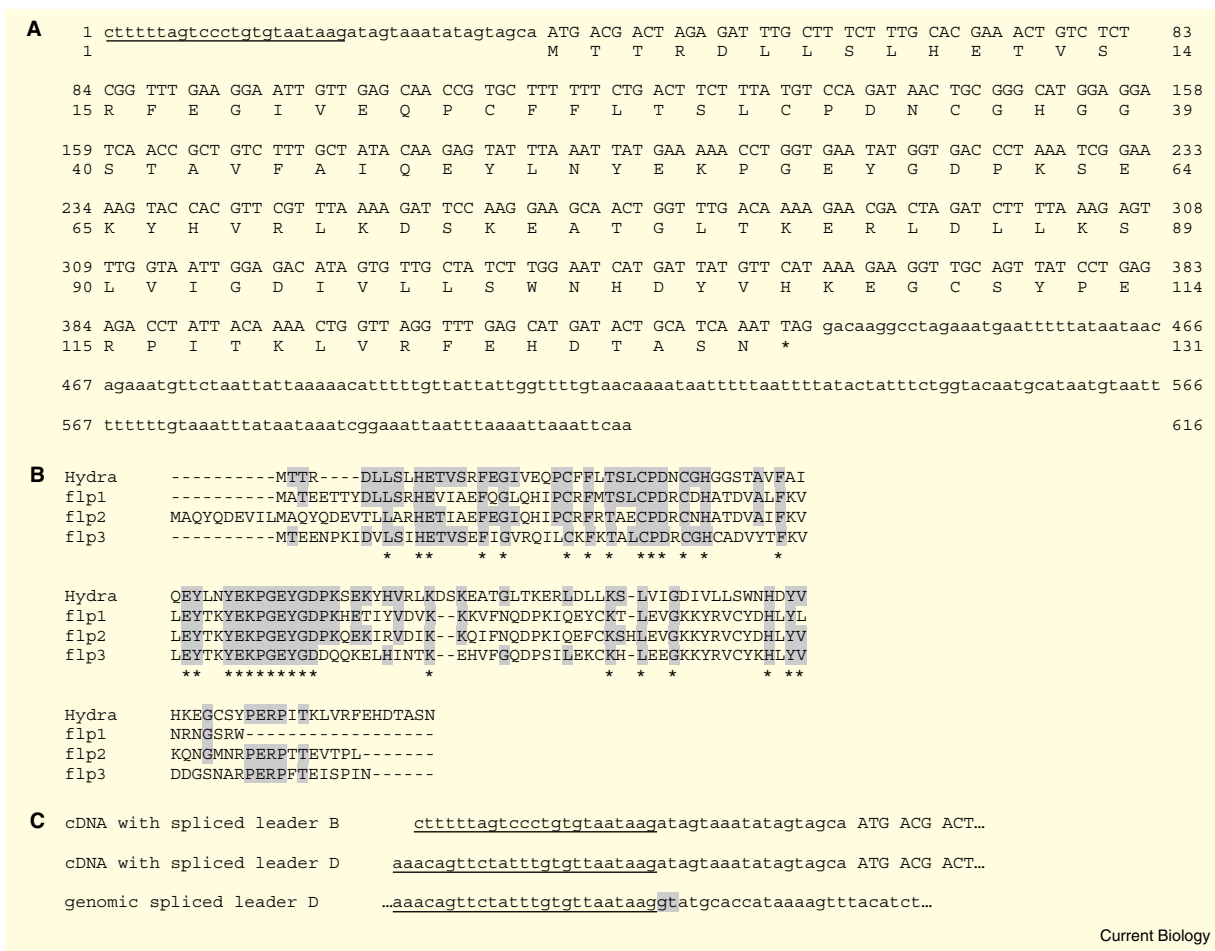 A 1 ctttttagtccctgtgtaataagatagtaaatatagtagca ATG ACG ACT AGA GAT TTG CTT TCT TTG CAC GAA ACT GTC TCT 83
1 M T T R D L L S L H E T V S 14
84 CGG TTT GAA GGA ATT GTT GAG CAA CCG TGC TTT TTT CTG ACT TCT TTA TGT CCA GAT AAC TGC GGG CAT GGA GGA 158
15 R F E G I V E Q P C F F L T S L C P D N C G H G G 39
159 TCA ACC GCT GTC TTT GCT ATA CAA GAG TAT TTA AAT TAT GAA AAA CCT GGT GAA TAT GGT GAC CCT AAA TCG GAA 233
40 S T A V F A I Q E Y L N Y E K P G E Y G D P K S E 64
234 AAG TAC CAC GTT CGT TTA AAA GAT TCC AAG GAA GCA ACT GGT TTG ACA AAA GAA CGA CTA GAT CTT TTA AAG AGT 308
65 K Y H V R L K D S K E A T G L T K E R L D L L K S 89
309 TTG GTA ATT GGA GAC ATA GTG TTG CTA TCT TGG AAT CAT GAT TAT GTT CAT AAA GAA GGT TGC AGT TAT CCT GAG 383
90 L V I G D I V L L S W N H D Y V H K E G C S Y P E 114
384 AGA CCT ATT ACA AAA CTG GTT AGG TTT GAG CAT GAT ACT GCA TCA AAT TAG gacaaggcctagaaatgaatttttataataac 466
115 R P I T K L V R F E H D T A S N * 131
467 agaaatgttctaattattaaaaacatttttgttattattggttttgtaacaaaataatttttaattttatactatttctggtacaatgcataatgtaatt 566
567 ttttttgtaaatttataataaatcggaaattaatttaaaattaaattcaa 616
B Hydra ----------MTTR----DLLSLHETVSRFEGIVEQPCFFLTSLCPDNCGHGGSTAVFAI
flp1 ----------MATEETTYDLLSRHEVIAEFQGLQHIPCRFMTSLCPDRCDHATDVALFKV
flp2 MAQYQDEVILMAQYQDEVTLLARHETIAEFEGIQHIPCRFRTAECPDRCNHATDVAIFKV
flp3 ----------MTEENPKIDVLSIHETVSEFIGVRQILCKFKTALCPDRCGHCADVYTFKV
* ** * * * * * *** * * *
Hydra QEYLNYEKPGEYGDPKSEKYHVRLKDSKEATGLTKERLDLLKS-LVIGDIVLLSWNHDYV
flp1 LEYTKYEKPGEYGDPKHETIYVDVK--KKVFNQDPKIQEYCKT-LEVGKKYRVCYDHLYL
flp2 LEYTKYEKPGEYGDPKQEKIRVDIK--KQIFNQDPKIQEFCKSHLEVGKKYRVCYDHLYV
flp3 LEYTKYEKPGEYGDDQQKELHINTK--EHVFGQDPSILEKCKH-LEEGKKYRVCYKHLYV
** ********* * * * * * **
Hydra HKEGCSYPERPITKLVRFEHDTASN
flp1 NRNGSRW------------------
flp2 KQNGMNRPERPTTEVTPL-------
flp3 DDGSNARPERPFTEISPIN------
C cDNA with spliced leader B ctttttagtccctgtgtaataagatagtaaatatagtagca ATG ACG ACT…
cDNA with spliced leader D aaacagttctatttgtgttaataagatagtaaatatagtagca ATG ACG ACT…
genomic spliced leader D …aaacagttctatttgtgttaataaggtatgcaccataaaagtttacatct…
Current Biology